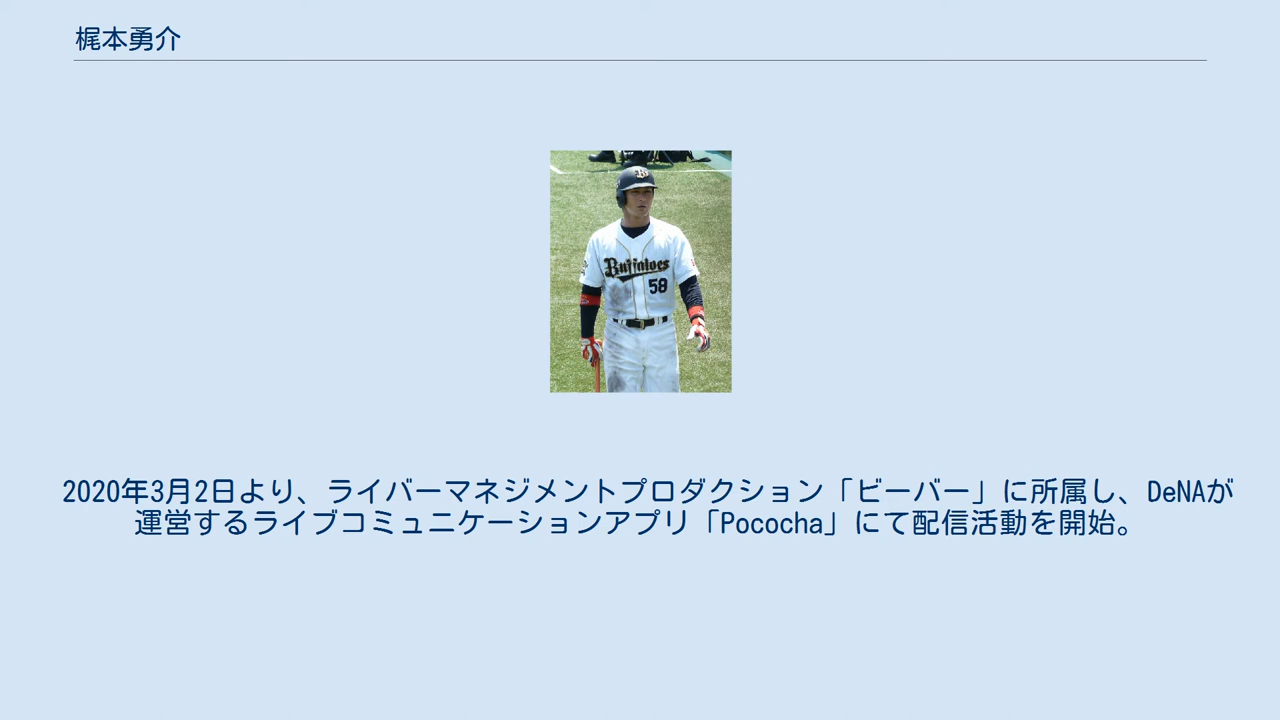 梶本勇介
Buffaloes
58
2020年3月2日より、ライバーマネジメントプロダクション「ビーバー」に所属し、DeNAが
運営するライブコミュニケーションアプリ「Pococha」にて配信活動を開始。